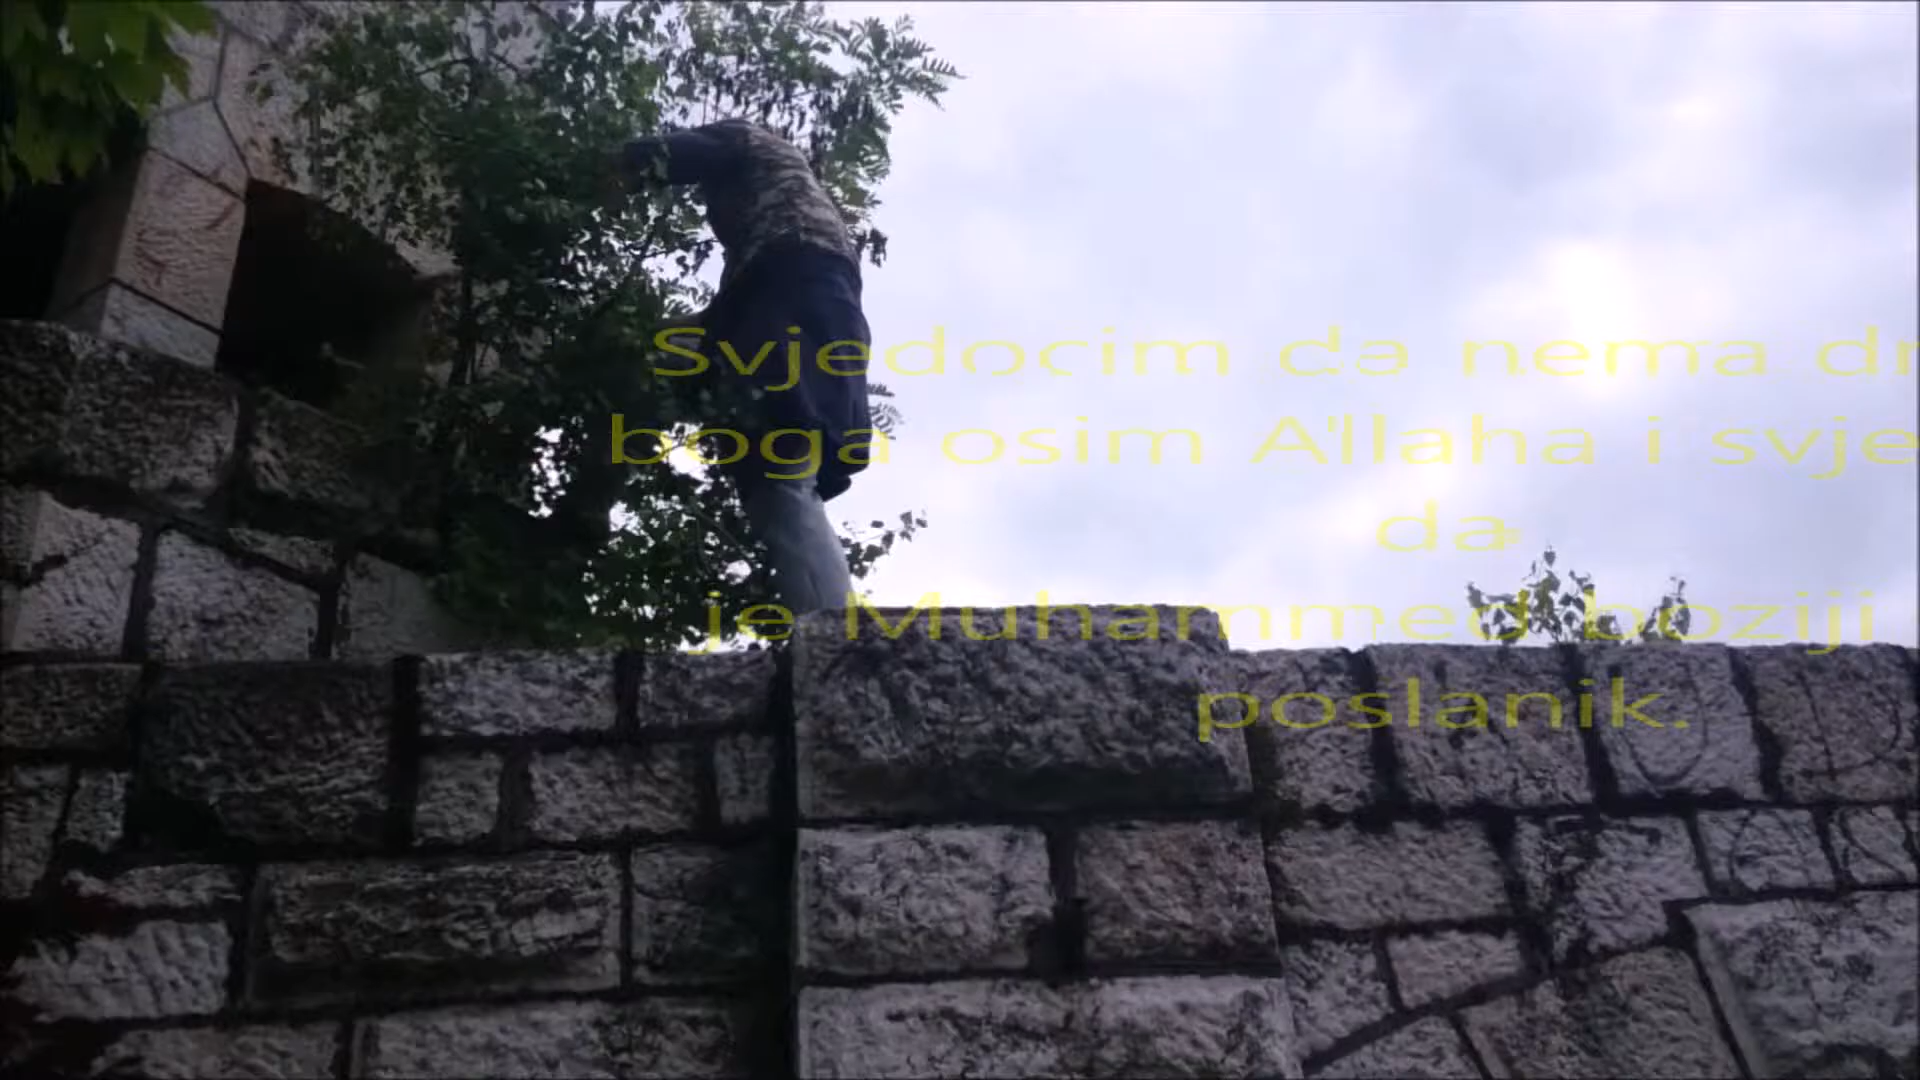 Svjedocim da nema
boga osim A'llaha i
da
je Muhammed boziji
poslanik.